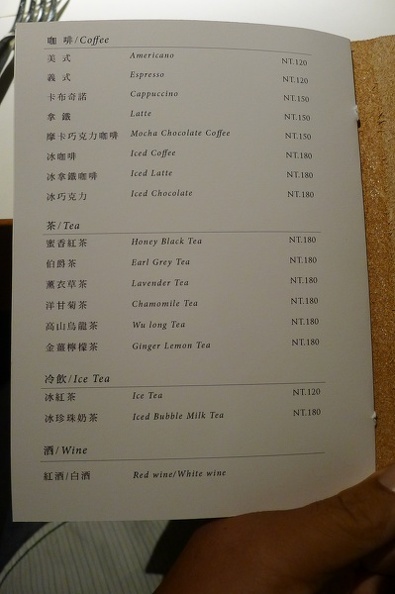 咖 啡/Coffee
美 式 Americano NT.120
義 式 Espresso NT.120
卡布奇諾 Cappuccino NT.150
拿 鐵 Latte NT.150
摩卡巧克力咖啡 Mocha Chocolate Coffee NT.150
冰咖啡 Iced Coffee NT.180
冰拿鐵咖啡 Iced Latte NT.180
冰巧克力 Iced Chocolate NT.180
茶/Tea
蜜香紅茶 Honey Black Tea NT.180
伯爵茶 Earl Grey Tea NT.180
薰衣草茶 Lavender Tea NT.180
洋甘菊茶 Chamomile Tea NT.180
高山烏龍茶 Wu long Tea NT.180
金薑檸檬茶 Ginger Lemon Tea NT.180
冷飲/Ice Tea
冰紅茶 Ice Tea NT.120
冰珍珠奶茶 Iced Bubble Milk Tea NT.180
酒/Wine
紅酒/白酒 Red wine/White wine